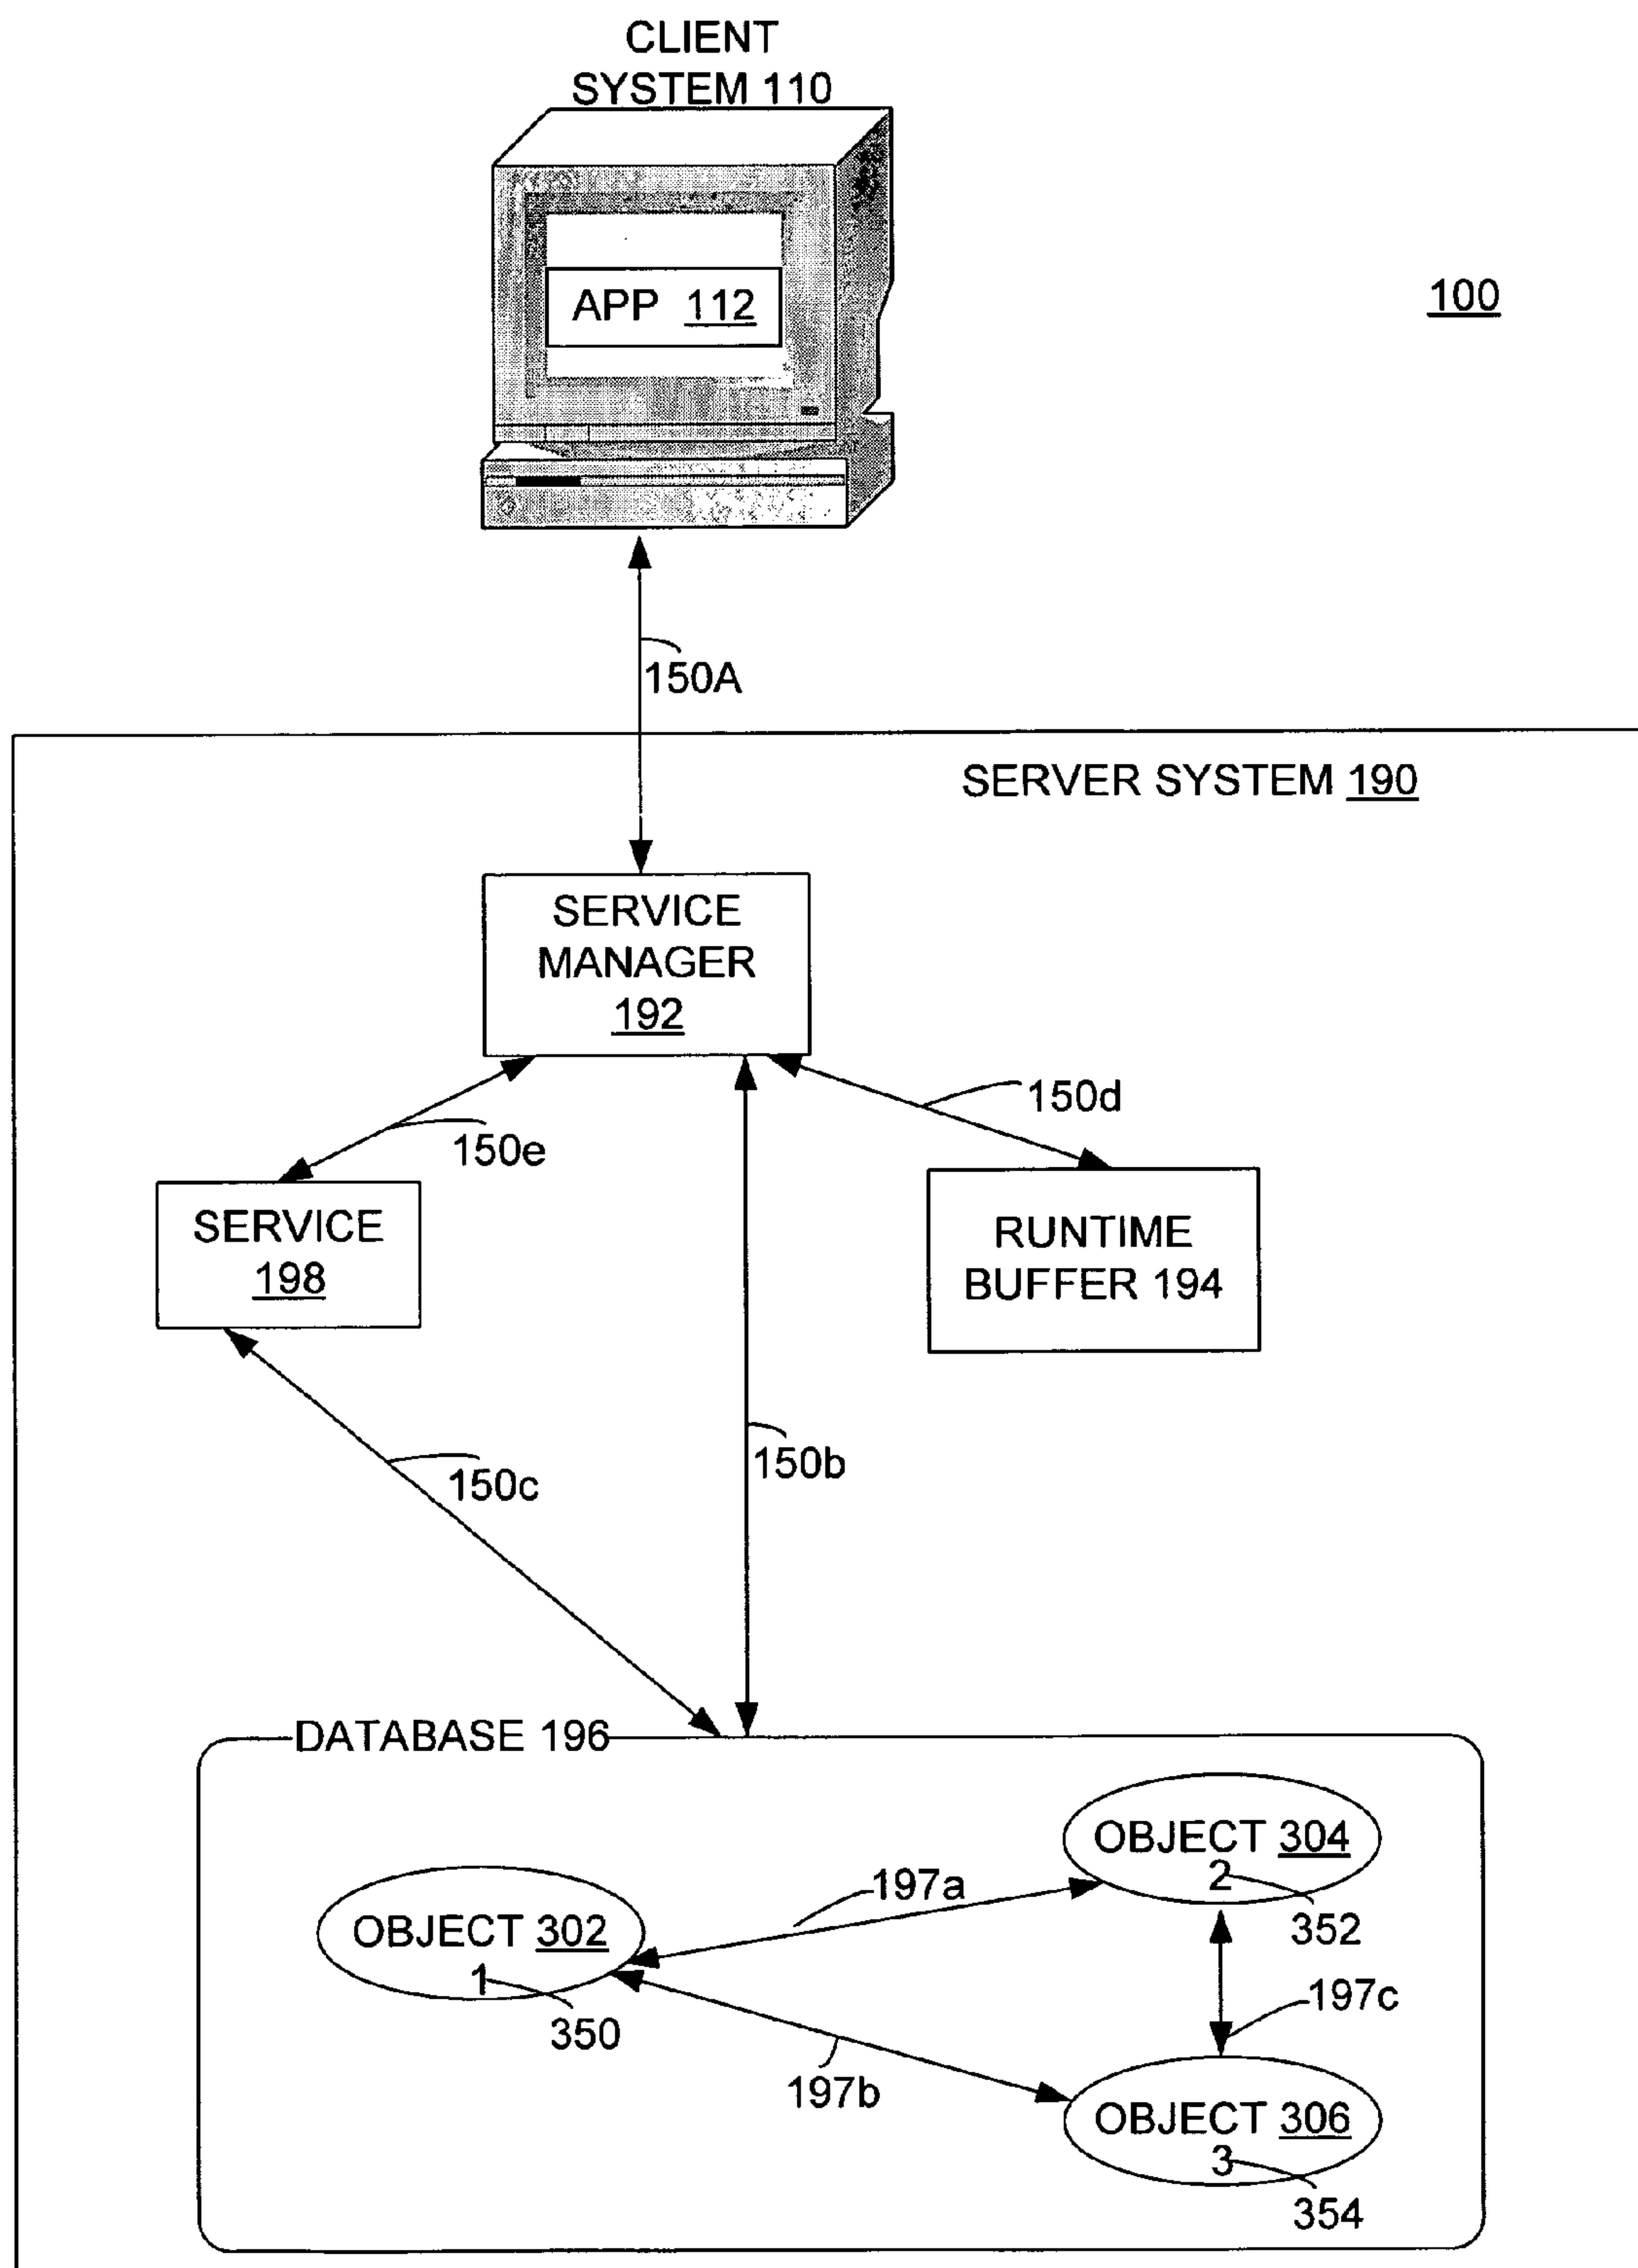 CLIENT
SYSTEM 110
APP 112
100
150A
SERVER SYSTEM 190
SERVICE
MANAGER
192
150d
150e
SERVICE
198
RUNTIME
BUFFER 194
150b
150c
DATABASE 196
OBJECT 304
2
197a
352
OBJECT 302
1
350
197c
197b
OBJECT 306
3
354